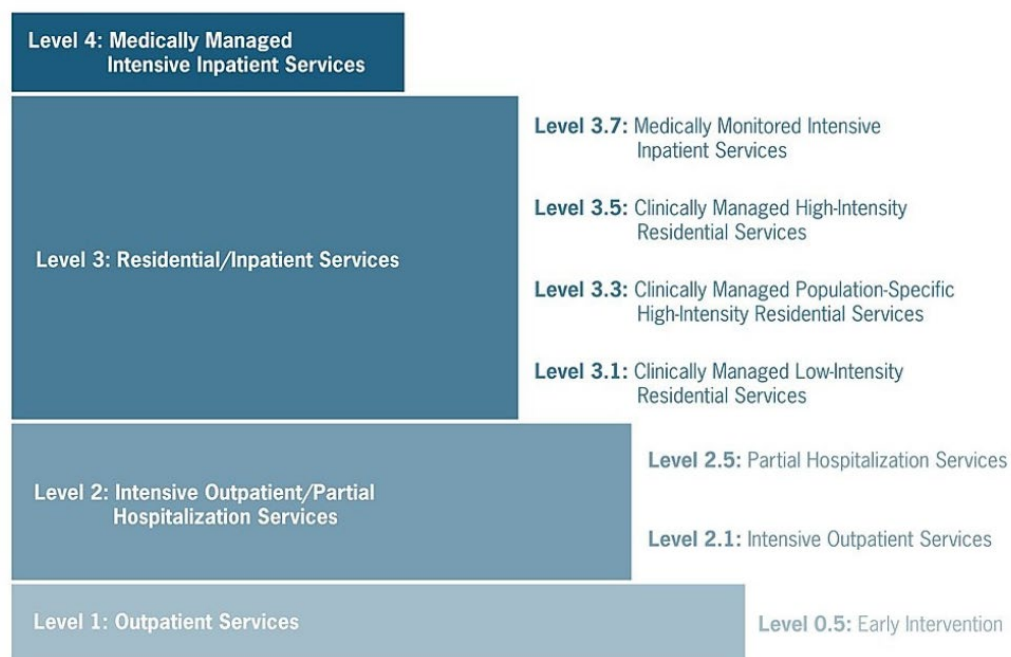 Level 4: Medically Managed
Intensive Inpatient Services
Level 3.7: Medically Monitored Intensive
Inpatient Services
Level 3.5: Clinically Managed High-Intensity
Residential Services
Level 3: Residential/Inpatient Services
Level 3.3: Clinically Managed Population-Specific
High-Intensity Residential Services
Level 3.1: Clinically Managed Low-Intensity
Residential Services
Level 2.5: Partial Hospitalization Services
Level 2: Intensive Outpatient/Partial
Hospitalization Services
Level 2.1: Intensive Outpatient Services
Level 1: Outpatient Services
Level 0.5: Early Intervention